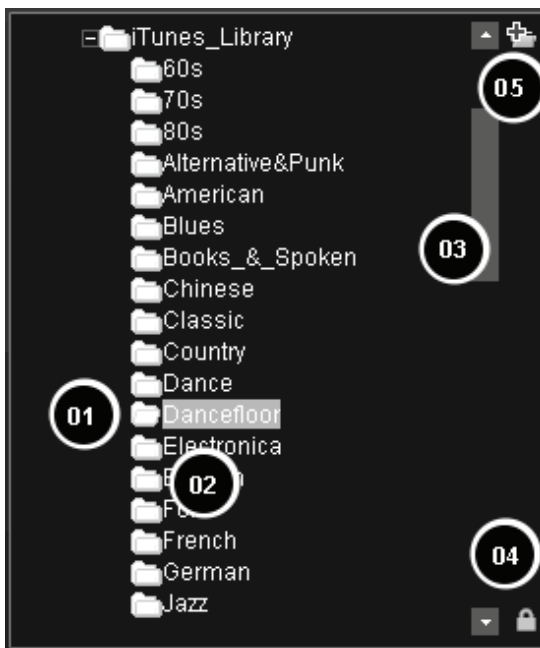 iTunes_Library
05
60s
70s
80s
Alternative&Punk
American
Blues
03
Books_&_Spoken
Chinese
Classic
Country
Dance
01
Dancefloor
Electronica
02
French
04
German
Jazz